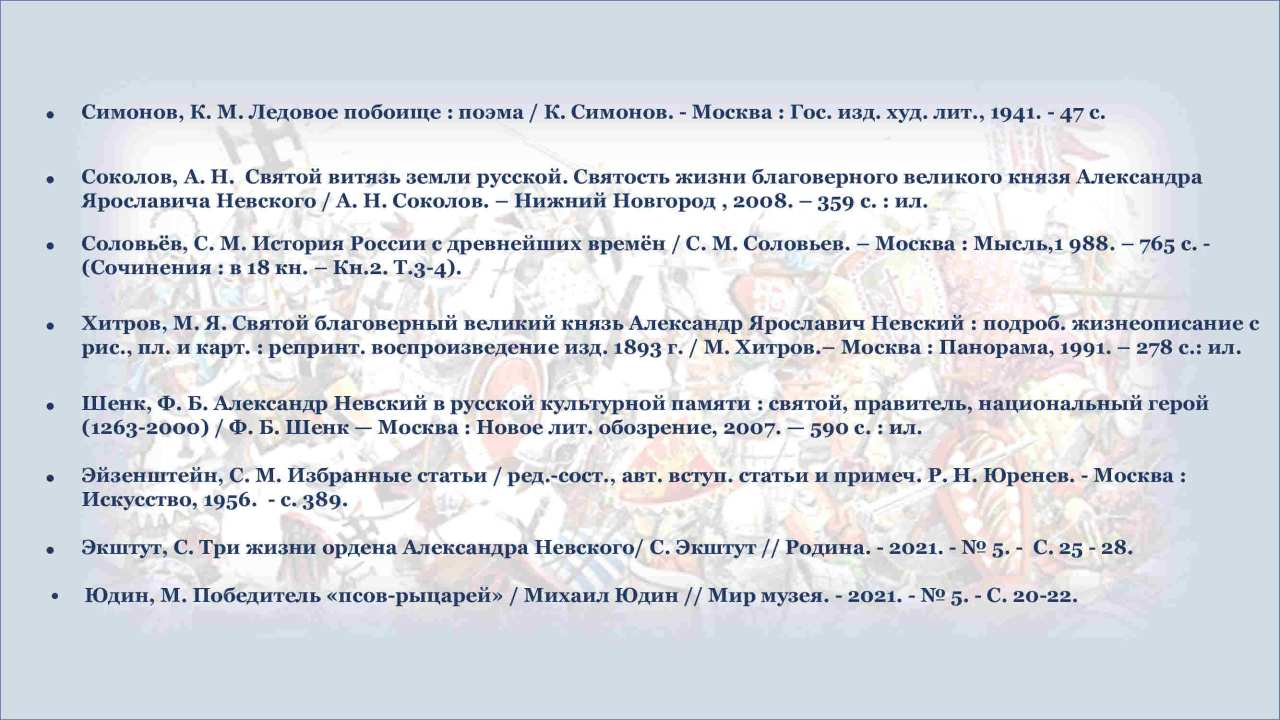 • Симонов, К. М. Ледовое побоище : поэма / К. Симонов. - Москва : Гос. изд. худ. лит., 1941. - 47 с.
• Соколов, А. Н.  Святой витязь земли русской. Святость жизни благоверного великого князя Александра
Ярославича Невского / А. Н. Соколов. – Нижний Новгород , 2008. – 359 с. : ил.
• Соловьёв, С. М. История России с древнейших времён / С. М. Соловьев. – Москва : Мысль,1 988. – 765 с. -
(Сочинения : в 18 кн. – Кн.2. Т.3-4).
• Хитров, М. Я. Святой благоверный великий князь Александр Ярославич Невский : подроб. жизнеописание с
рис., пл. и карт. : репринт. воспроизведение изд. 1893 г. / М. Хитров.– Москва : Панорама, 1991. – 278 с.: ил.
• Шенк, Ф. Б. Александр Невский в русской культурной памяти : святой, правитель, национальный герой
(1263-2000) / Ф. Б. Шенк — Москва : Новое лит. обозрение, 2007. — 590 с. : ил.
• Эйзенштейн, С. М. Избранные статьи / ред.-сост., авт. вступ. статьи и примеч. Р. Н. Юренев. - Москва :
Искусство, 1956.  - с. 389.
• Экштут, С. Три жизни ордена Александра Невского/ С. Экштут // Родина. - 2021. - № 5. -  С. 25 - 28.
• Юдин, М. Победитель «псов-рыцарей» / Михаил Юдин // Мир музея. - 2021. - № 5. - С. 20-22.